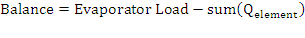 Balance = Evaporator Load − sum(Q_element)